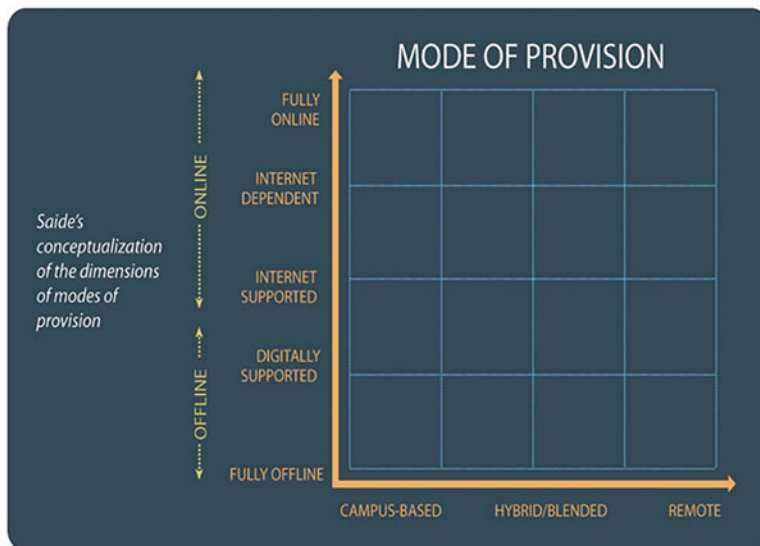 MODE OF PROVISION
FULLY
ONLINE
INTERNET
DEPENDENT
INTERNET
SUPPORTED
DIGITALLY
SUPPORTED
FULLY OFFLINE
ONLINE
OFFLINE
Saide's
conceptualization
of the dimensions
of modes of
provision
CAMPUS-BASED
HYBRID/BLENDED
REMOTE